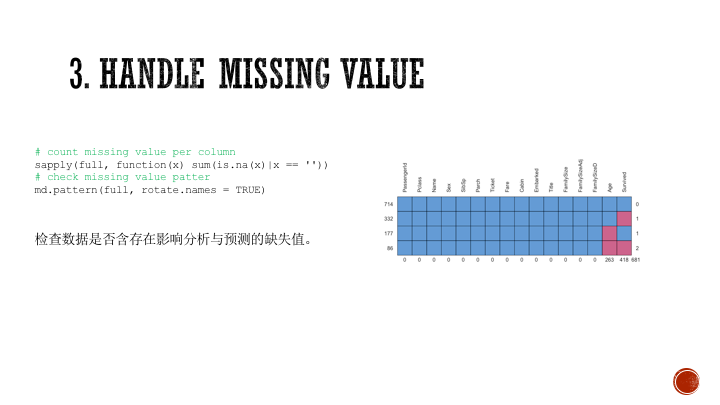 3. HANDLE MISSING VALUE
# count missing value per column
sapply(full, function(x) sum(is.na(x)|x == ''))
# check missing value patter
md.pattern(full, rotate.names = TRUE)
检查数据是否含存在影响分析与预测的缺失值。
PassengerId Pclass Name Sex SibSp Parch Ticket Fare Cabin Embarked Title FamilySize FamilySizeAdj FamilySizeD Age Survived
714 0
332 1
177 1
86 2
0 0 0 0 0 0 0 0 0 0 0 0 0 0 263 418 681